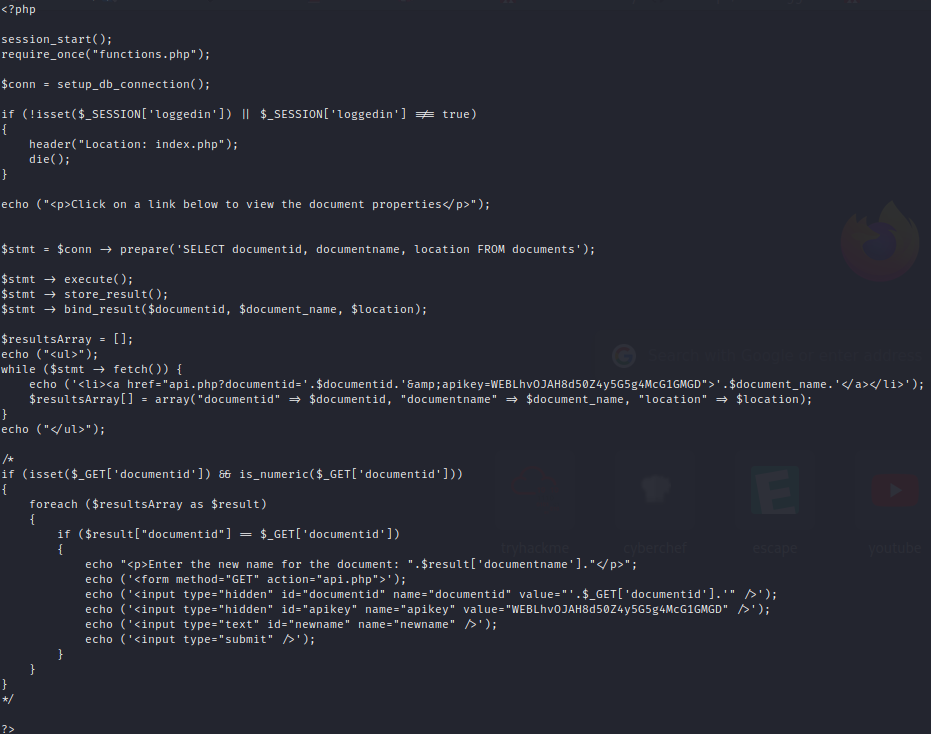 <?php
session_start();
require_once("functions.php");
$conn = setup_db_connection();
if (!isset($_SESSION['loggedin']) || $_SESSION['loggedin'] !== true)
{
    header("Location: index.php");
    die();
}
echo ("<p>Click on a link below to view the document properties</p>");
$stmt = $conn -> prepare('SELECT documentid, documentname, location FROM documents');
$stmt -> execute();
$stmt -> store_result();
$stmt -> bind_result($documentid, $document_name, $location);
$resultsArray = [];
echo ("<ul>");
while ($stmt -> fetch()) {
    echo ('<li><a href="api.php?documentid='.$documentid.'&amp;apikey=WEBLhvOJAH8d50Z4y5G5g4McG1GMGD">'.$document_name.'</a></li>');
    $resultsArray[] = array("documentid" => $documentid, "documentname" => $document_name, "location" => $location);
}
echo ("</ul>");
/*
if (isset($_GET['documentid']) && is_numeric($_GET['documentid']))
{
    foreach ($resultsArray as $result)
    {
        if ($result["documentid"] == $_GET['documentid'])
        {
            echo "<p>Enter the new name for the document: ".$result['documentname']."</p>";
            echo ('<form method="GET" action="api.php">');
            echo ('<input type="hidden" id="documentid" name="documentid" value="'.$_GET['documentid'].'" />');
            echo ('<input type="hidden" id="apikey" name="apikey" value="WEBLhvOJAH8d50Z4y5G5g4McG1GMGD" />');
            echo ('<input type="text" id="newname" name="newname" />');
            echo ('<input type="submit" />');
        }
    }
}
*/
?>
tryhackme
cyberchef
escape
youtube